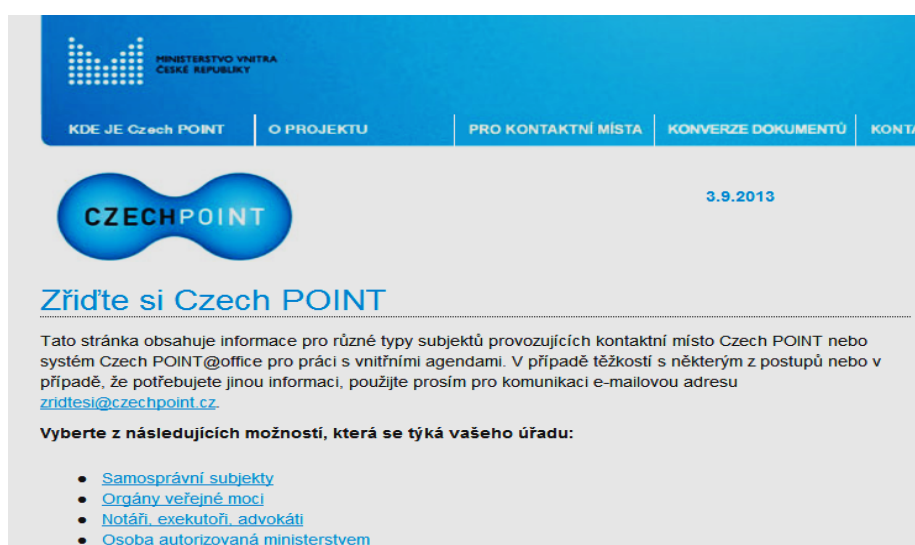 MINISTERSTVO VNITRA
ČESKÉ REPUBLIKY
KDE JE Czech POINT
O PROJEKTU
PRO KONTAKTNÍ MÍSTA
KONVERZE DOKUMENTŮ
KONTA
CZECHPOINT
3.9.2013
Zřiďte si Czech POINT
Tato stránka obsahuje informace pro různé typy subjektů provozujících kontaktní místo Czech POINT nebo
systém Czech POINT@office pro práci s vnitřními agendami. V případě těžkostí s některým z postupů nebo v
případě, že potřebujete jinou informaci, použijte prosím pro komunikaci e-mailovou adresu
zridtesi@czechpoint.cz.
Vyberte z následujících možností, která se týká vašeho úřadu:
● Samosprávní subjekty
● Orgány veřejné moci
● Notáři, exekutoři, advokáti
● Osoba autorizovaná ministerstvem